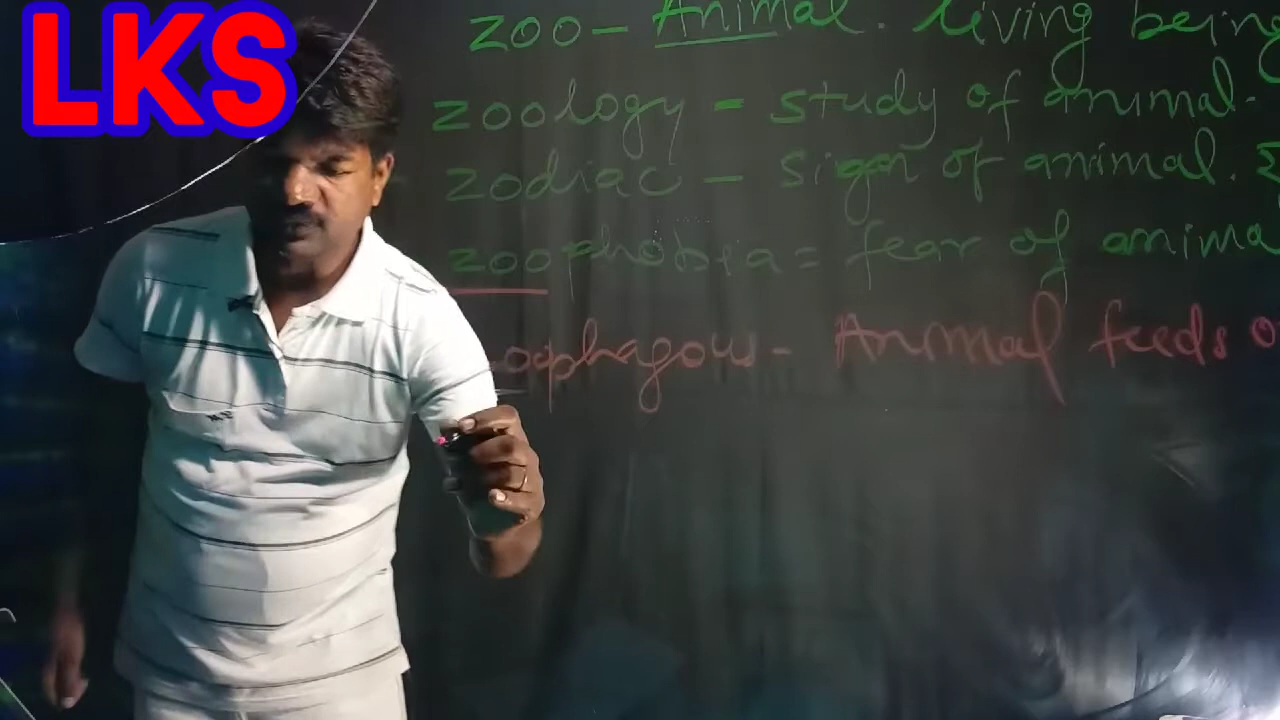 LKS
ZOO - Animal. living being
zoology = study of animal.
zodiac - sign of animal.
zoophobia = fear of anima
oophagous - Animal feeds o